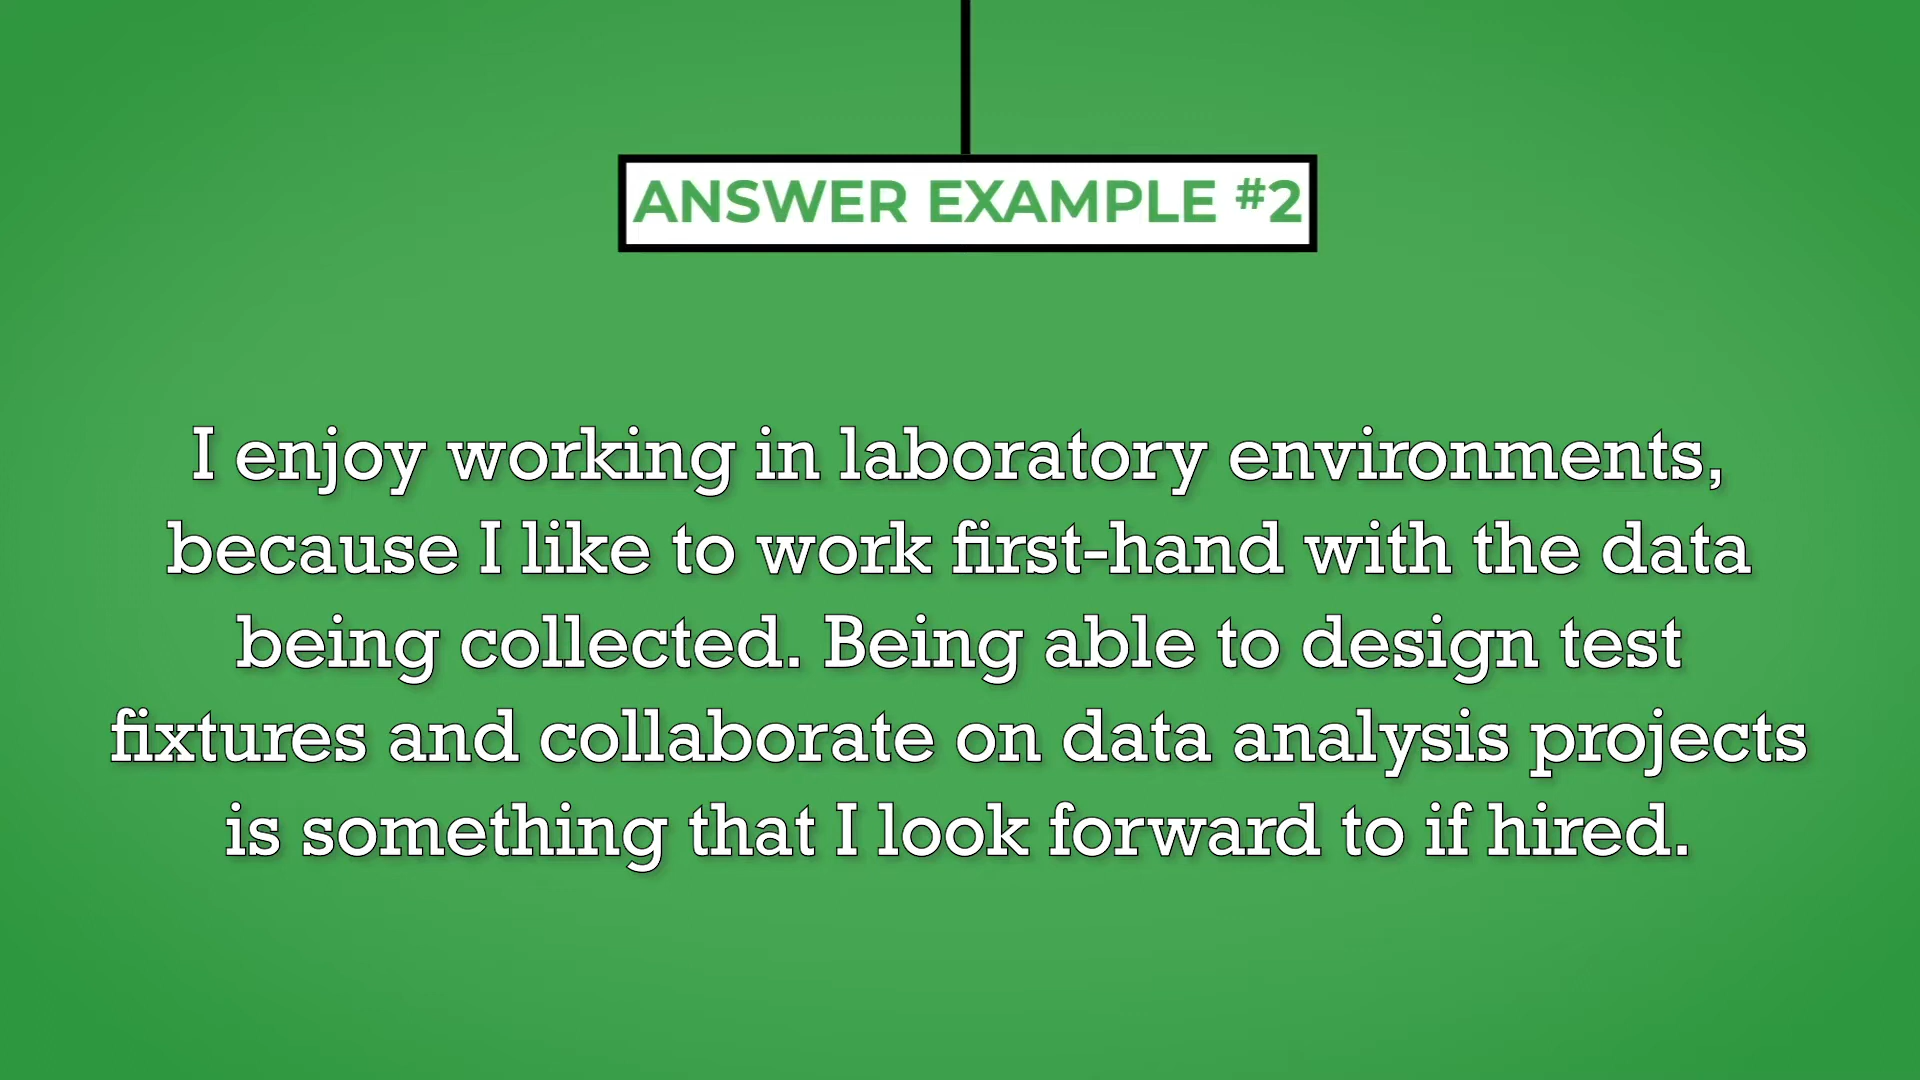 ANSWER EXAMPLE #2
I enjoy working in laboratory environments,
because I like to work first-hand with the data
being collected. Being able to design test
fixtures and collaborate on data analysis projects
is something that I look forward to if hired.